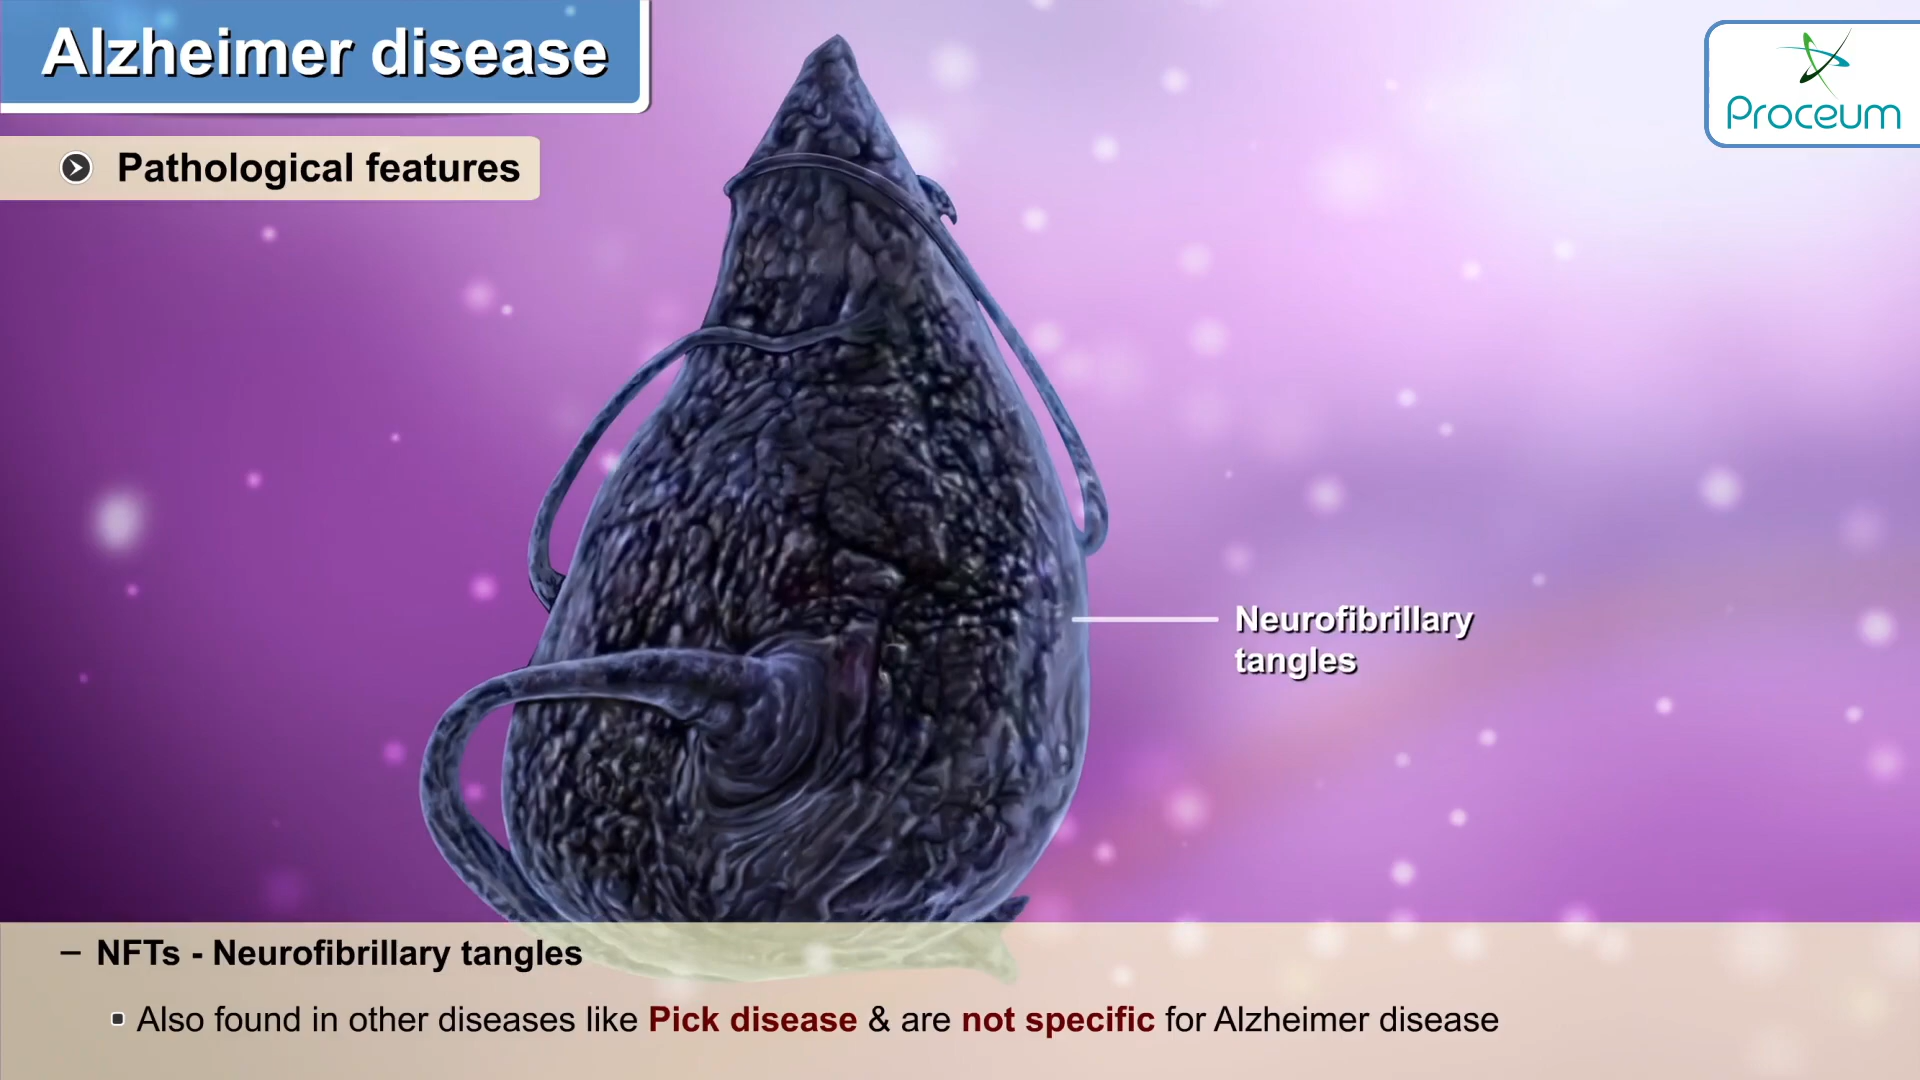 Alzheimer disease
Proceum
Pathological features
Neurofibrillary
tangles
– NFTs - Neurofibrillary tangles
▪ Also found in other diseases like Pick disease & are not specific for Alzheimer disease